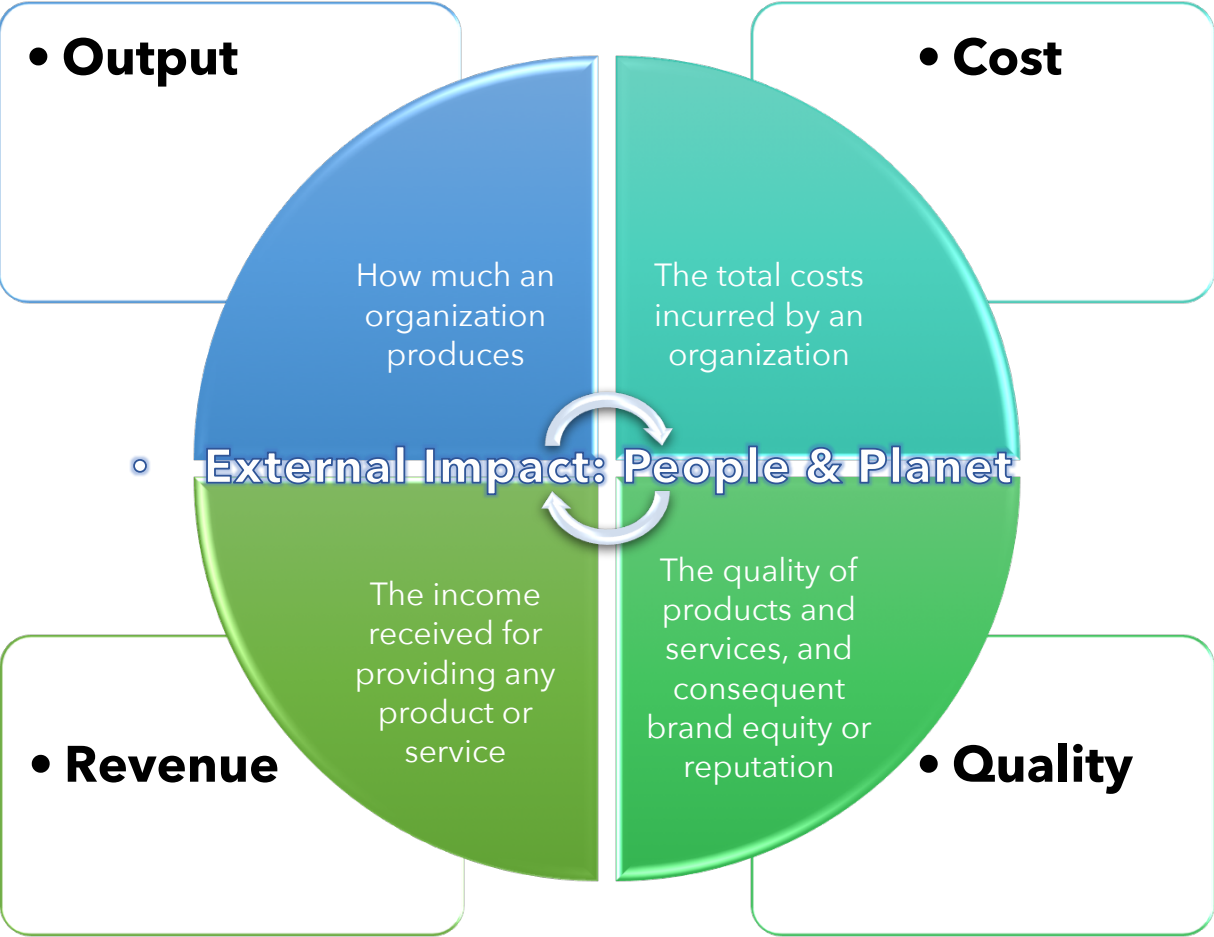 • Output
• Cost
How much an
organization
produces
The total costs
incurred by an
organization
• External Impact: People & Planet
The income
received for
providing any
product or
service
The quality of
products and
services, and
consequent
brand equity or
reputation
• Revenue
• Quality